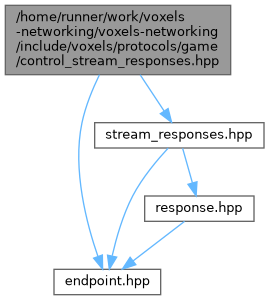 /home/runner/work/voxels
-networking/voxels-networking
/include/voxels/protocols/game
/control_stream_responses.hpp
stream_responses.hpp
response.hpp
endpoint.hpp